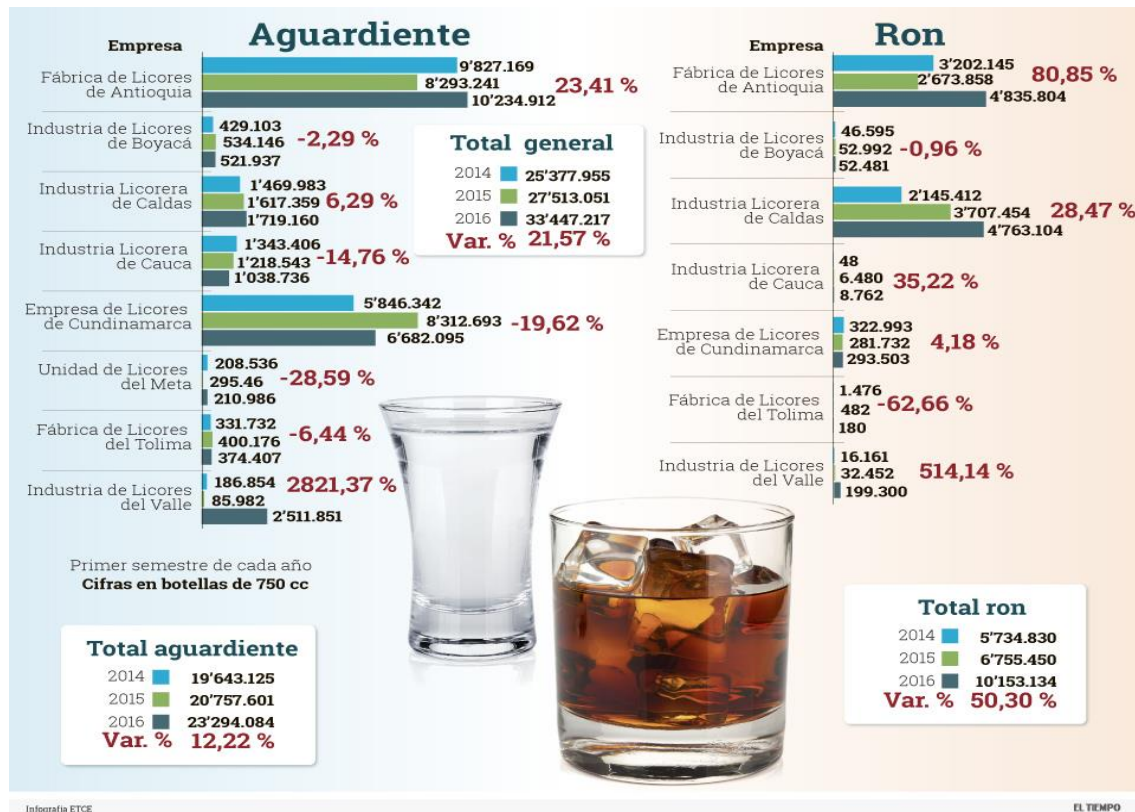 Aguardiente
Empresa
Fábrica de Licores
de Antioquia
9’827.169
8’293.241
10’234.912
23,41 %
Industria de Licores
de Boyacá
429.103
534.146
521.937
-2,29 %
Industria Licorera
de Caldas
1’469.983
1’617.359
1’719.160
6,29 %
Industria Licorera
de Cauca
1’343.406
1’218.543
1’038.736
-14,76 %
Empresa de Licores
de Cundinamarca
5’846.342
8’312.693
6’682.095
-19,62 %
Unidad de Licores
del Meta
208.536
295.46
210.986
-28,59 %
Fábrica de Licores
del Tolima
331.732
400.176
374.407
-6,44 %
Industria de Licores
del Valle
186.854
85.982
2’511.851
2821,37 %
Total general
2014 25’377.955
2015 27’513.051
2016 33’447.217
Var. % 21,57 %
Ron
Empresa
Fábrica de Licores
de Antioquia
3’202.145
2’673.858
4’835.804
80,85 %
Industria de Licores
de Boyacá
46.595
52.992
52.481
-0,96 %
Industria Licorera
de Caldas
2’145.412
3’707.454
4’763.104
28,47 %
Industria Licorera
de Cauca
48
6.480
8.762
35,22 %
Empresa de Licores
de Cundinamarca
322.993
281.732
293.503
4,18 %
Fábrica de Licores
del Tolima
1.476
482
180
-62,66 %
Industria de Licores
del Valle
16.161
32.452
199.300
514,14 %
Primer semestre de cada año
Cifras en botellas de 750 cc
Total aguardiente
2014 19’643.125
2015 20’757.601
2016 23’294.084
Var. % 12,22 %
Total ron
2014 5’734.830
2015 6’755.450
2016 10’153.134
Var. % 50,30 %
Infografía ETCE
EL TIEMPO